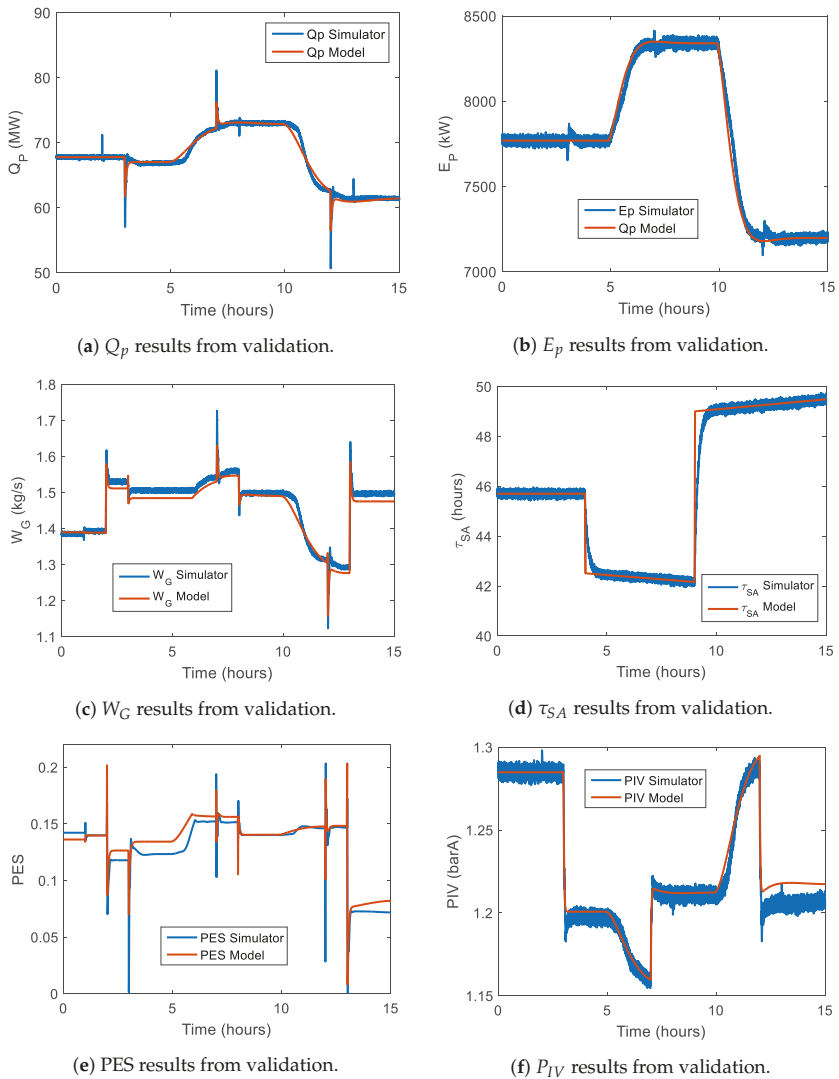 90
80
70
60
50
Q_P (MW)
Qp Simulator
Qp Model
0 5 10 15
Time (hours)
(a) Q_p results from validation.
8500
8000
7500
7000
E_P (kW)
Ep Simulator
Qp Model
0 5 10 15
Time (hours)
(b) E_p results from validation.
1.8
1.7
1.6
1.5
1.4
1.3
1.2
1.1
W_G (kg/s)
W_G Simulator
W_G Model
0 5 10 15
Time (hours)
(c) W_G results from validation.
50
48
46
44
42
40
τ_SA (hours)
τ_SA Simulator
τ_SA Model
0 5 10 15
Time (hours)
(d) τ_SA results from validation.
0.2
0.15
0.1
0.05
0
PES
PES Simulator
PES Model
0 5 10 15
Time (hours)
(e) PES results from validation.
1.3
1.25
1.2
1.15
PIV (barA)
PIV Simulator
PIV Model
0 5 10 15
Time (hours)
(f) P_IV results from validation.